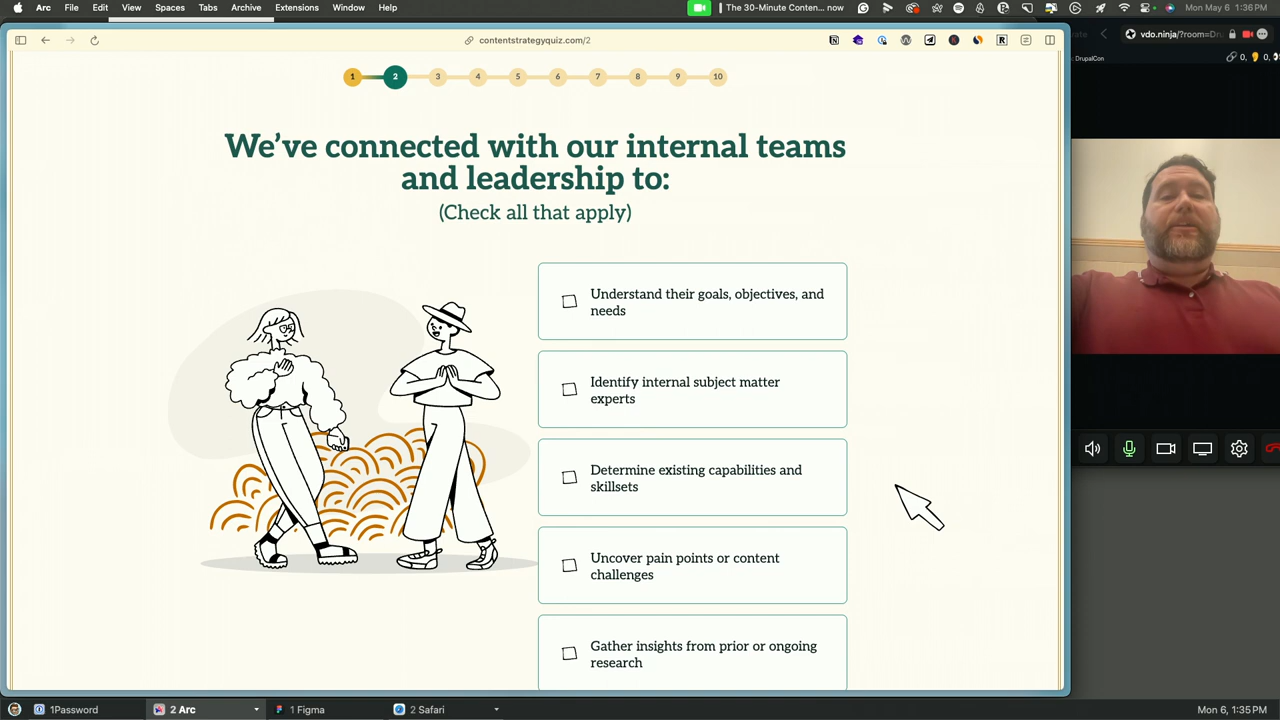 Arc File Edit View Spaces Tabs Archive Extensions Window Help
The 30-Minute Conten... now
Mon May 6 1:36 PM
contentstrategyquiz.com/2
vdo.ninja/?room=Dr
DrupalCon
0, 0,
1 2 3 4 5 6 7 8 9 10
We’ve connected with our internal teams
and leadership to:
(Check all that apply)
Understand their goals, objectives, and
needs
Identify internal subject matter
experts
Determine existing capabilities and
skillsets
Uncover pain points or content
challenges
Gather insights from prior or ongoing
research
1Password
2 Arc
1 Figma
2 Safari
Mon 6, 1:35 PM